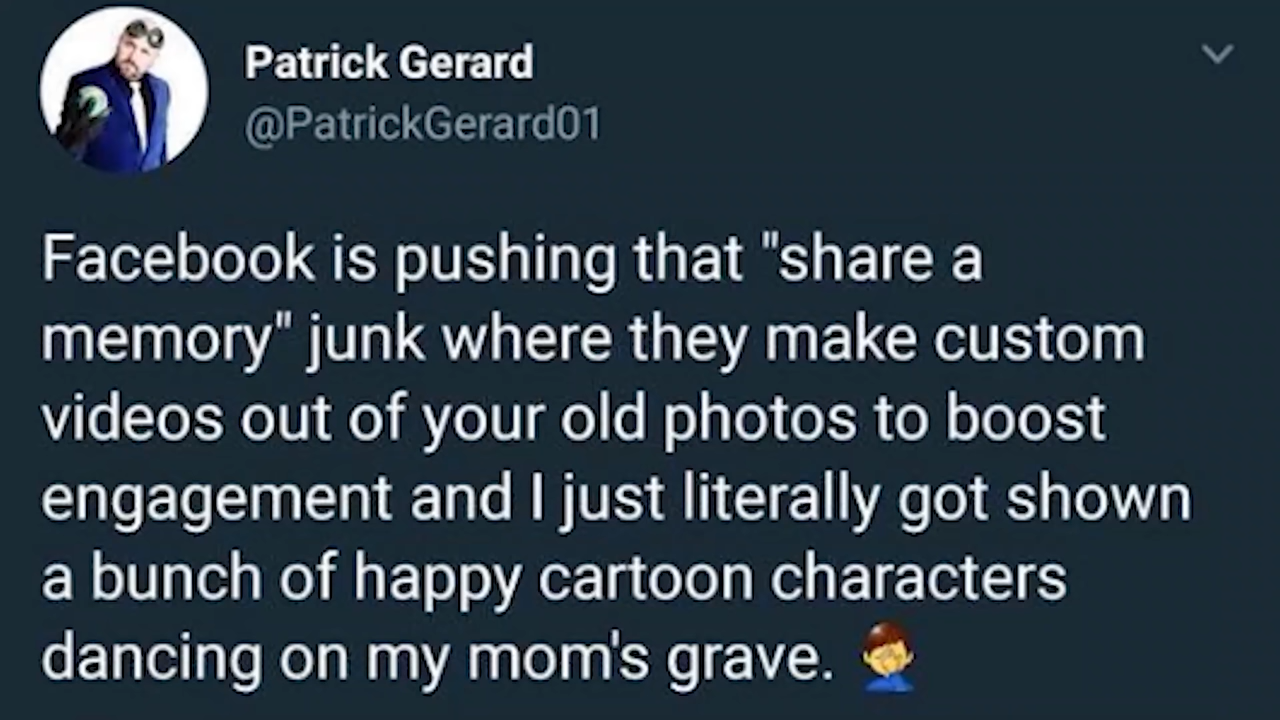 Patrick Gerard
@PatrickGerard01
Facebook is pushing that "share a
memory" junk where they make custom
videos out of your old photos to boost
engagement and I just literally got shown
a bunch of happy cartoon characters
dancing on my mom's grave. 🤦‍♂️